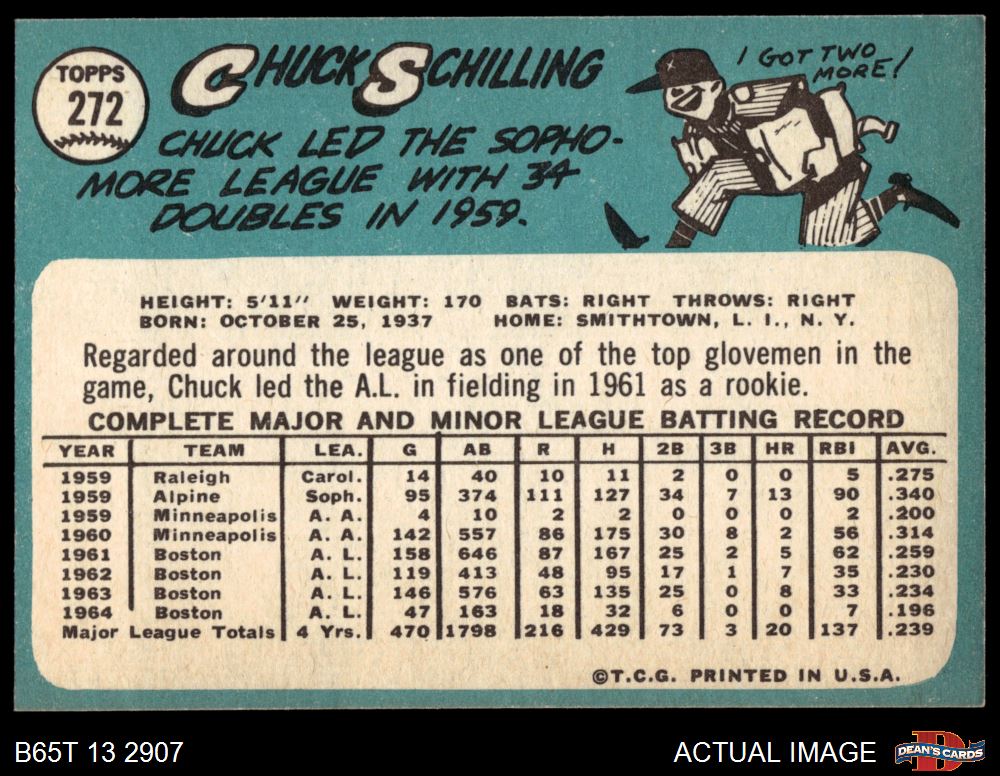 TOPPS
272
CHUCK SCHILLING
I GOT TWO
MORE!
CHUCK LED THE SOPHO-
MORE LEAGUE WITH 34
DOUBLES IN 1959.
HEIGHT: 5'11" WEIGHT: 170 BATS: RIGHT THROWS: RIGHT
BORN: OCTOBER 25, 1937 HOME: SMITHTOWN, L. I., N. Y.
Regarded around the league as one of the top glovemen in the
game, Chuck led the A.L. in fielding in 1961 as a rookie.
COMPLETE MAJOR AND MINOR LEAGUE BATTING RECORD
YEAR TEAM LEA. G AB R H 2B 3B HR RBI AVG.
1959 Raleigh Carol. 14 40 10 11 2 0 0 5 .275
1959 Alpine Soph. 95 374 111 127 34 7 13 90 .340
1959 Minneapolis A. A. 4 10 2 2 0 0 0 2 .200
1960 Minneapolis A. A. 142 557 86 175 30 8 2 56 .314
1961 Boston A. L. 158 646 87 167 25 2 5 62 .259
1962 Boston A. L. 119 413 48 95 17 1 7 35 .230
1963 Boston A. L. 146 576 63 135 25 0 8 33 .234
1964 Boston A. L. 47 163 18 32 6 0 0 7 .196
Major League Totals 4 Yrs. 470 1798 216 429 73 3 20 137 .239
©T.C.G. PRINTED IN U.S.A.
B65T 13 2907 ACTUAL IMAGE DEAN'S CARDS